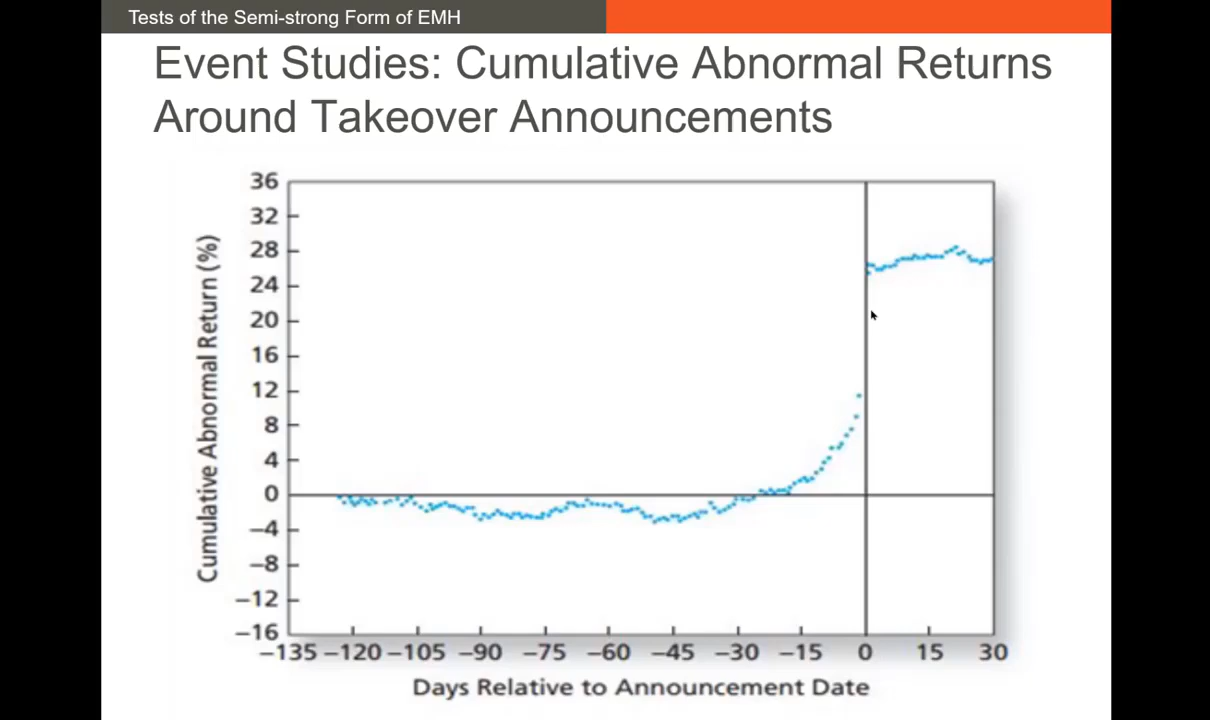 Tests of the Semi-strong Form of EMH
Event Studies: Cumulative Abnormal Returns
Around Takeover Announcements
36
32
28
24
20
16
12
8
4
0
−4
−8
−12
−16
Cumulative Abnormal Return (%)
−135 −120 −105 −90 −75 −60 −45 −30 −15 0 15 30
Days Relative to Announcement Date